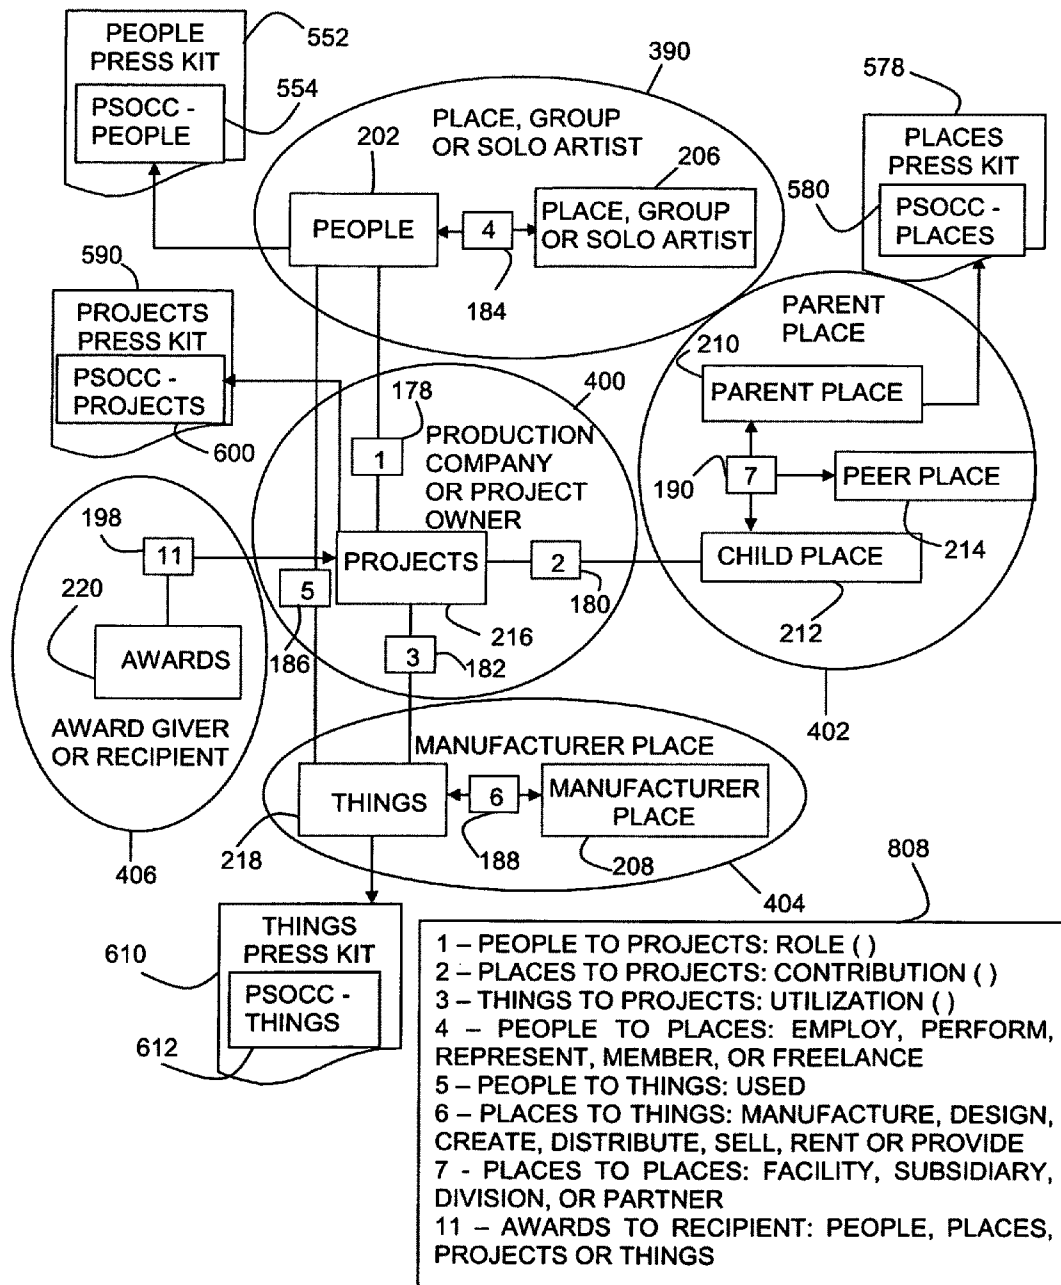 PEOPLE
PRESS KIT
552
PSOCC -
PEOPLE
554
390
578
PLACE, GROUP
OR SOLO ARTIST
202
206
PLACES
PRESS KIT
580
PSOCC -
PLACES
PEOPLE
4
PLACE, GROUP
OR SOLO ARTIST
184
590
PROJECTS
PRESS KIT
PSOCC -
PROJECTS
600
PARENT
PLACE
210
PARENT PLACE
178
400
1
PRODUCTION
COMPANY
OR PROJECT
OWNER
190
7
PEER PLACE
214
198
11
PROJECTS
2
180
CHILD PLACE
212
220
5
186
216
3
182
AWARDS
AWARD GIVER
OR RECIPIENT
406
402
MANUFACTURER PLACE
THINGS
6
MANUFACTURER
PLACE
218
188
208
404
808
THINGS
PRESS KIT
610
PSOCC -
THINGS
612
1 – PEOPLE TO PROJECTS: ROLE ( )
2 – PLACES TO PROJECTS: CONTRIBUTION ( )
3 – THINGS TO PROJECTS: UTILIZATION ( )
4 – PEOPLE TO PLACES: EMPLOY, PERFORM,
REPRESENT, MEMBER, OR FREELANCE
5 – PEOPLE TO THINGS: USED
6 – PLACES TO THINGS: MANUFACTURE, DESIGN,
CREATE, DISTRIBUTE, SELL, RENT OR PROVIDE
7 - PLACES TO PLACES: FACILITY, SUBSIDIARY,
DIVISION, OR PARTNER
11 – AWARDS TO RECIPIENT: PEOPLE, PLACES,
PROJECTS OR THINGS